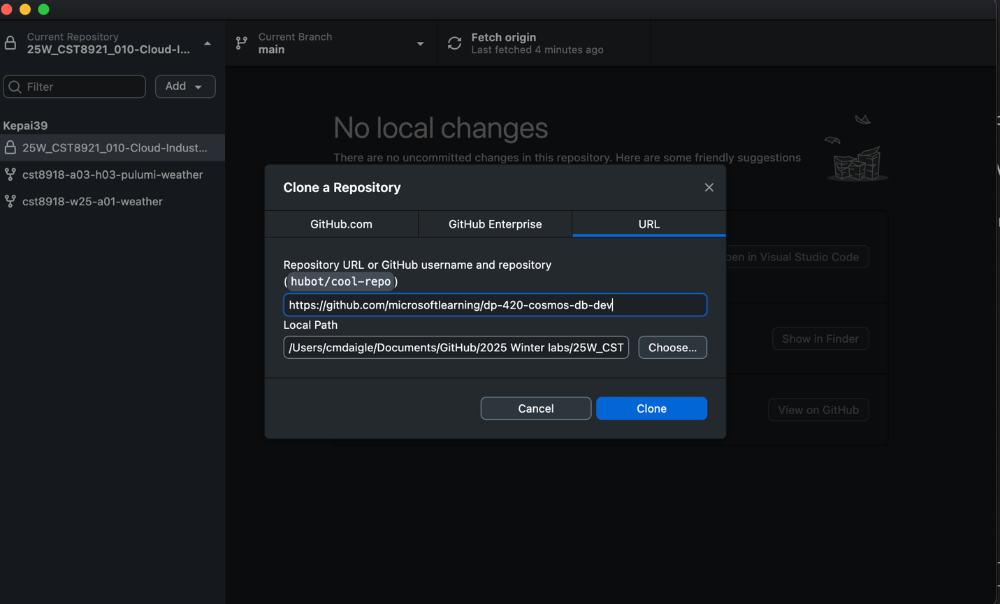 Current Repository
25W_CST8921_010-Cloud-I...
Current Branch
main
Fetch origin
Last fetched 4 minutes ago
Filter
Add
Kepai39
25W_CST8921_010-Cloud-Indust...
cst8918-a03-h03-pulumi-weather
cst8918-w25-a01-weather
No local changes
There are no uncommitted changes in this repository. Here are some friendly suggestions
Clone a Repository
GitHub.com
GitHub Enterprise
URL
Repository URL or GitHub username and repository
(hubot/cool-repo)
https://github.com/microsoftlearning/dp-420-cosmos-db-dev
Local Path
/Users/cmdaigle/Documents/GitHub/2025 Winter labs/25W_CST
Choose...
Cancel
Clone
pen in Visual Studio Code
Show in Finder
View on GitHub